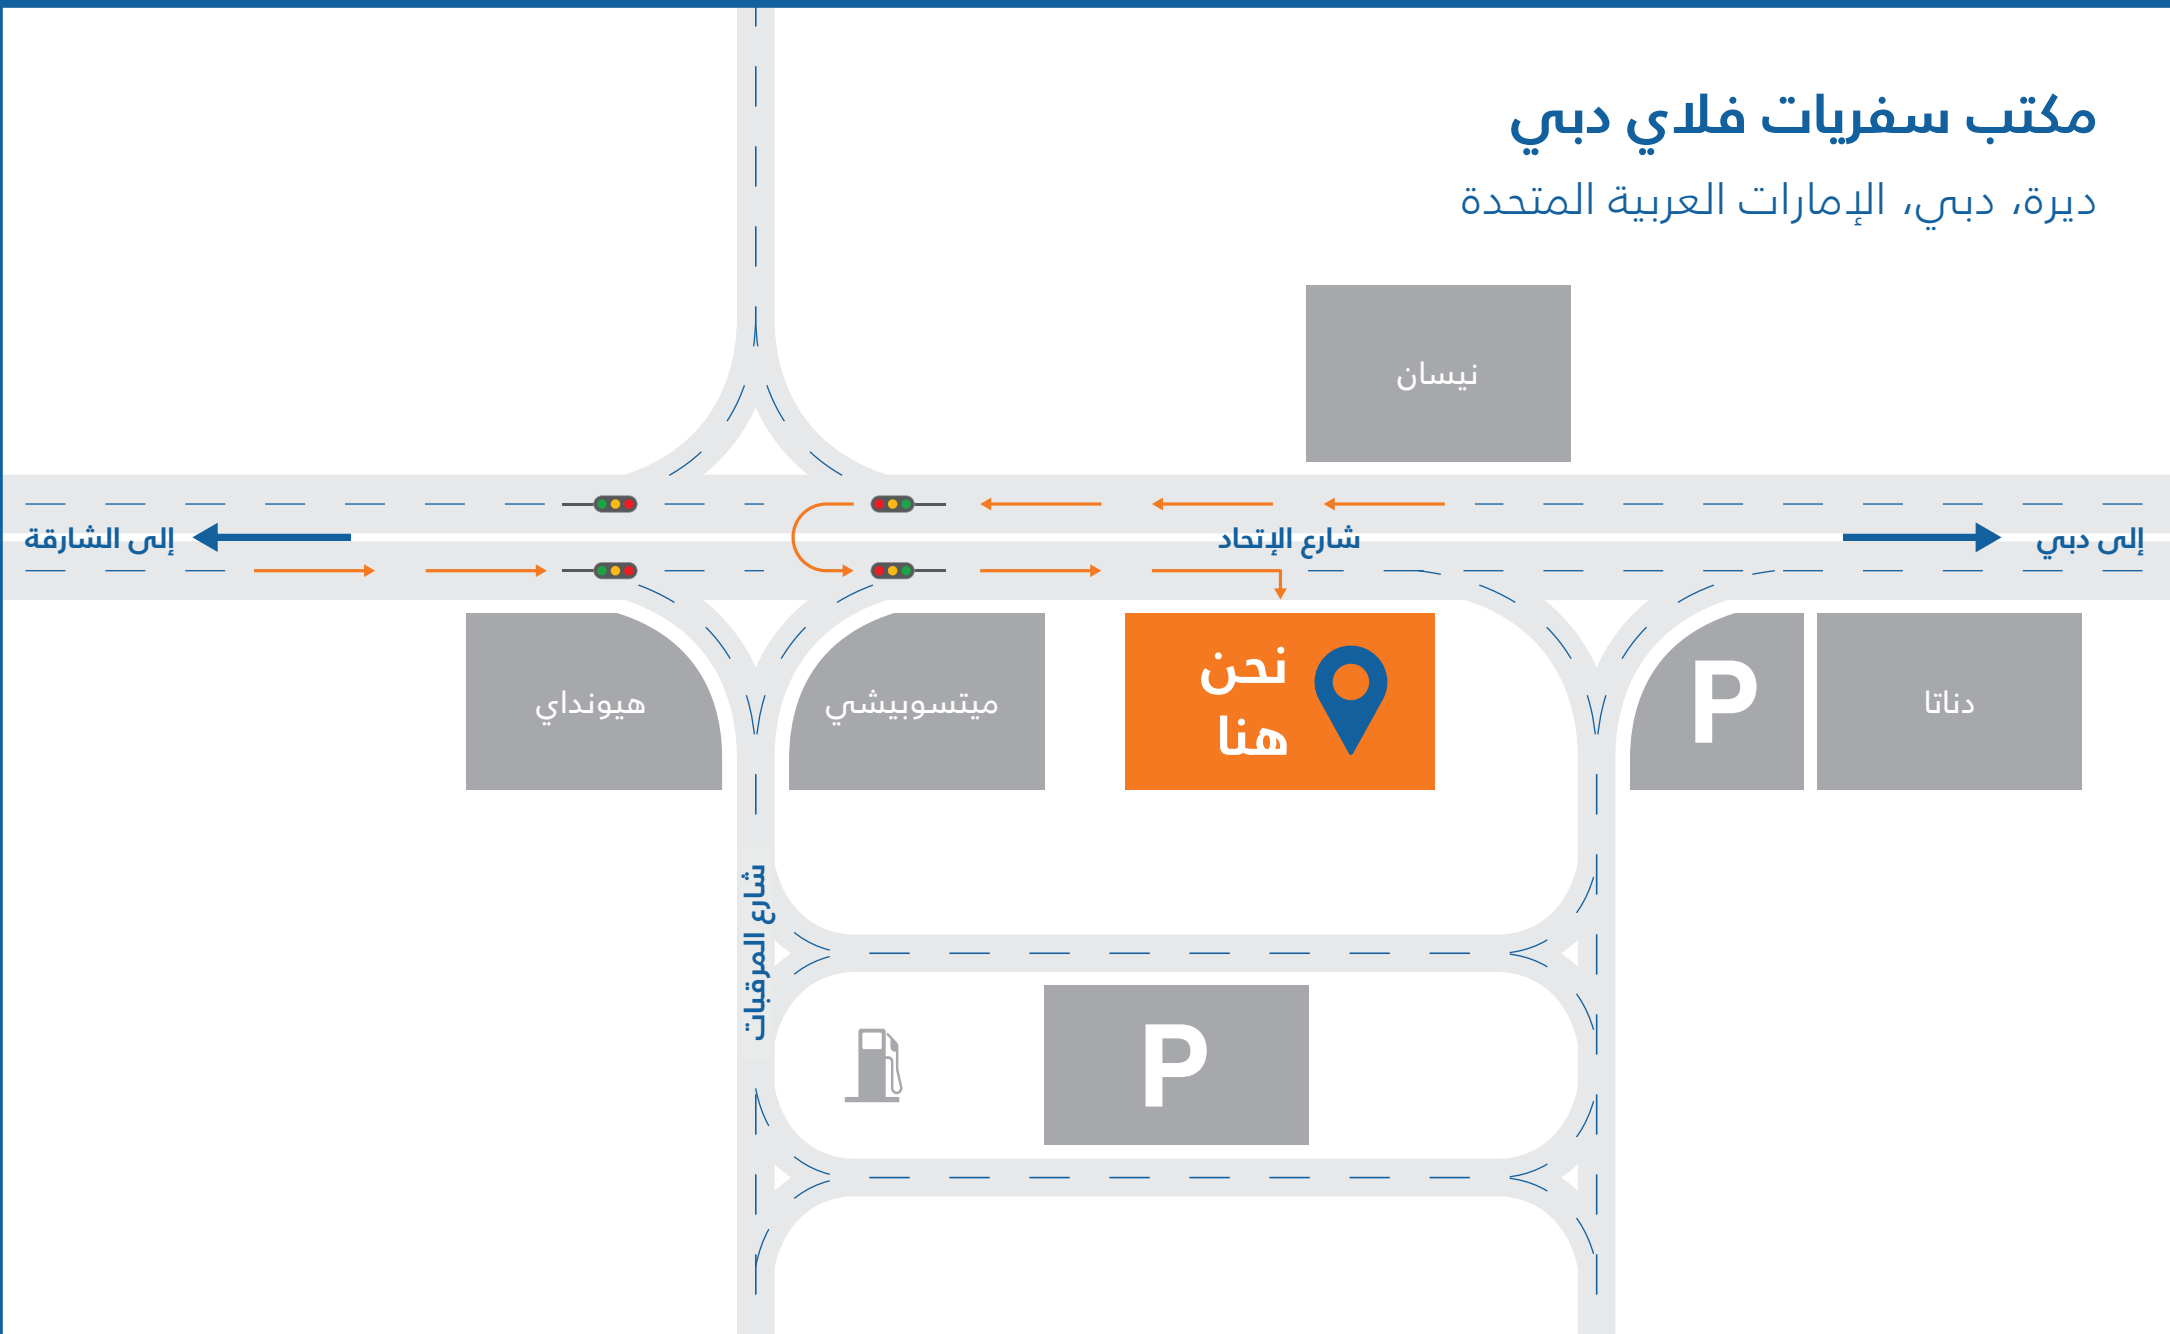 مكتب سفريات فلاي دبي
ديرة، دبي، الإمارات العربية المتحدة
نيسان
إلى دبي
شارع الإتحاد
إلى الشارقة
دناتا
P
نحن
هنا
ميتسوبيشي
هيونداي
شارع المرقبات
P